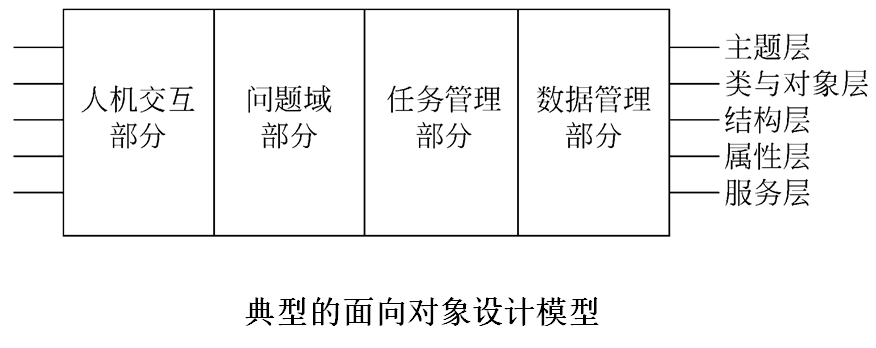 人机交互
部分
问题域
部分
任务管理
部分
数据管理
部分
主题层
类与对象层
结构层
属性层
服务层
典型的面向对象设计模型